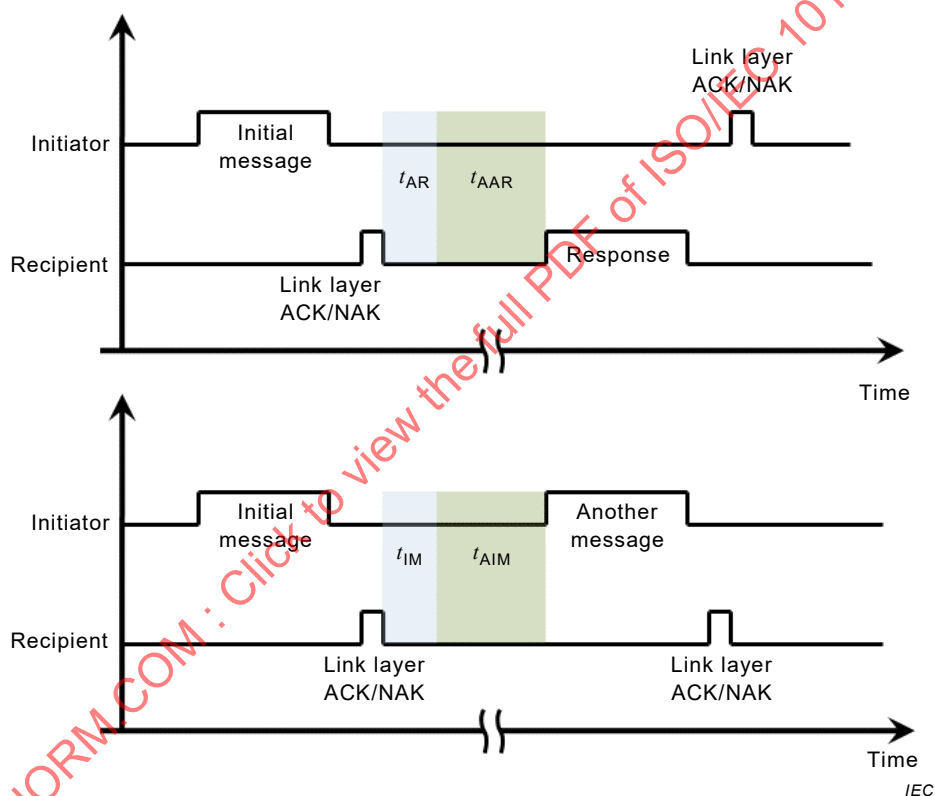 Link layer
ACK/NAK
Initiator
Initial
message
tAR
tAAR
Recipient
Response
Link layer
ACK/NAK
Time
Initiator
Initial
message
Another
message
tIM
tAIM
Recipient
Link layer
ACK/NAK
Link layer
ACK/NAK
Time
IEC
NORM.COM : Click to view the full PDF of ISO/IEC 101